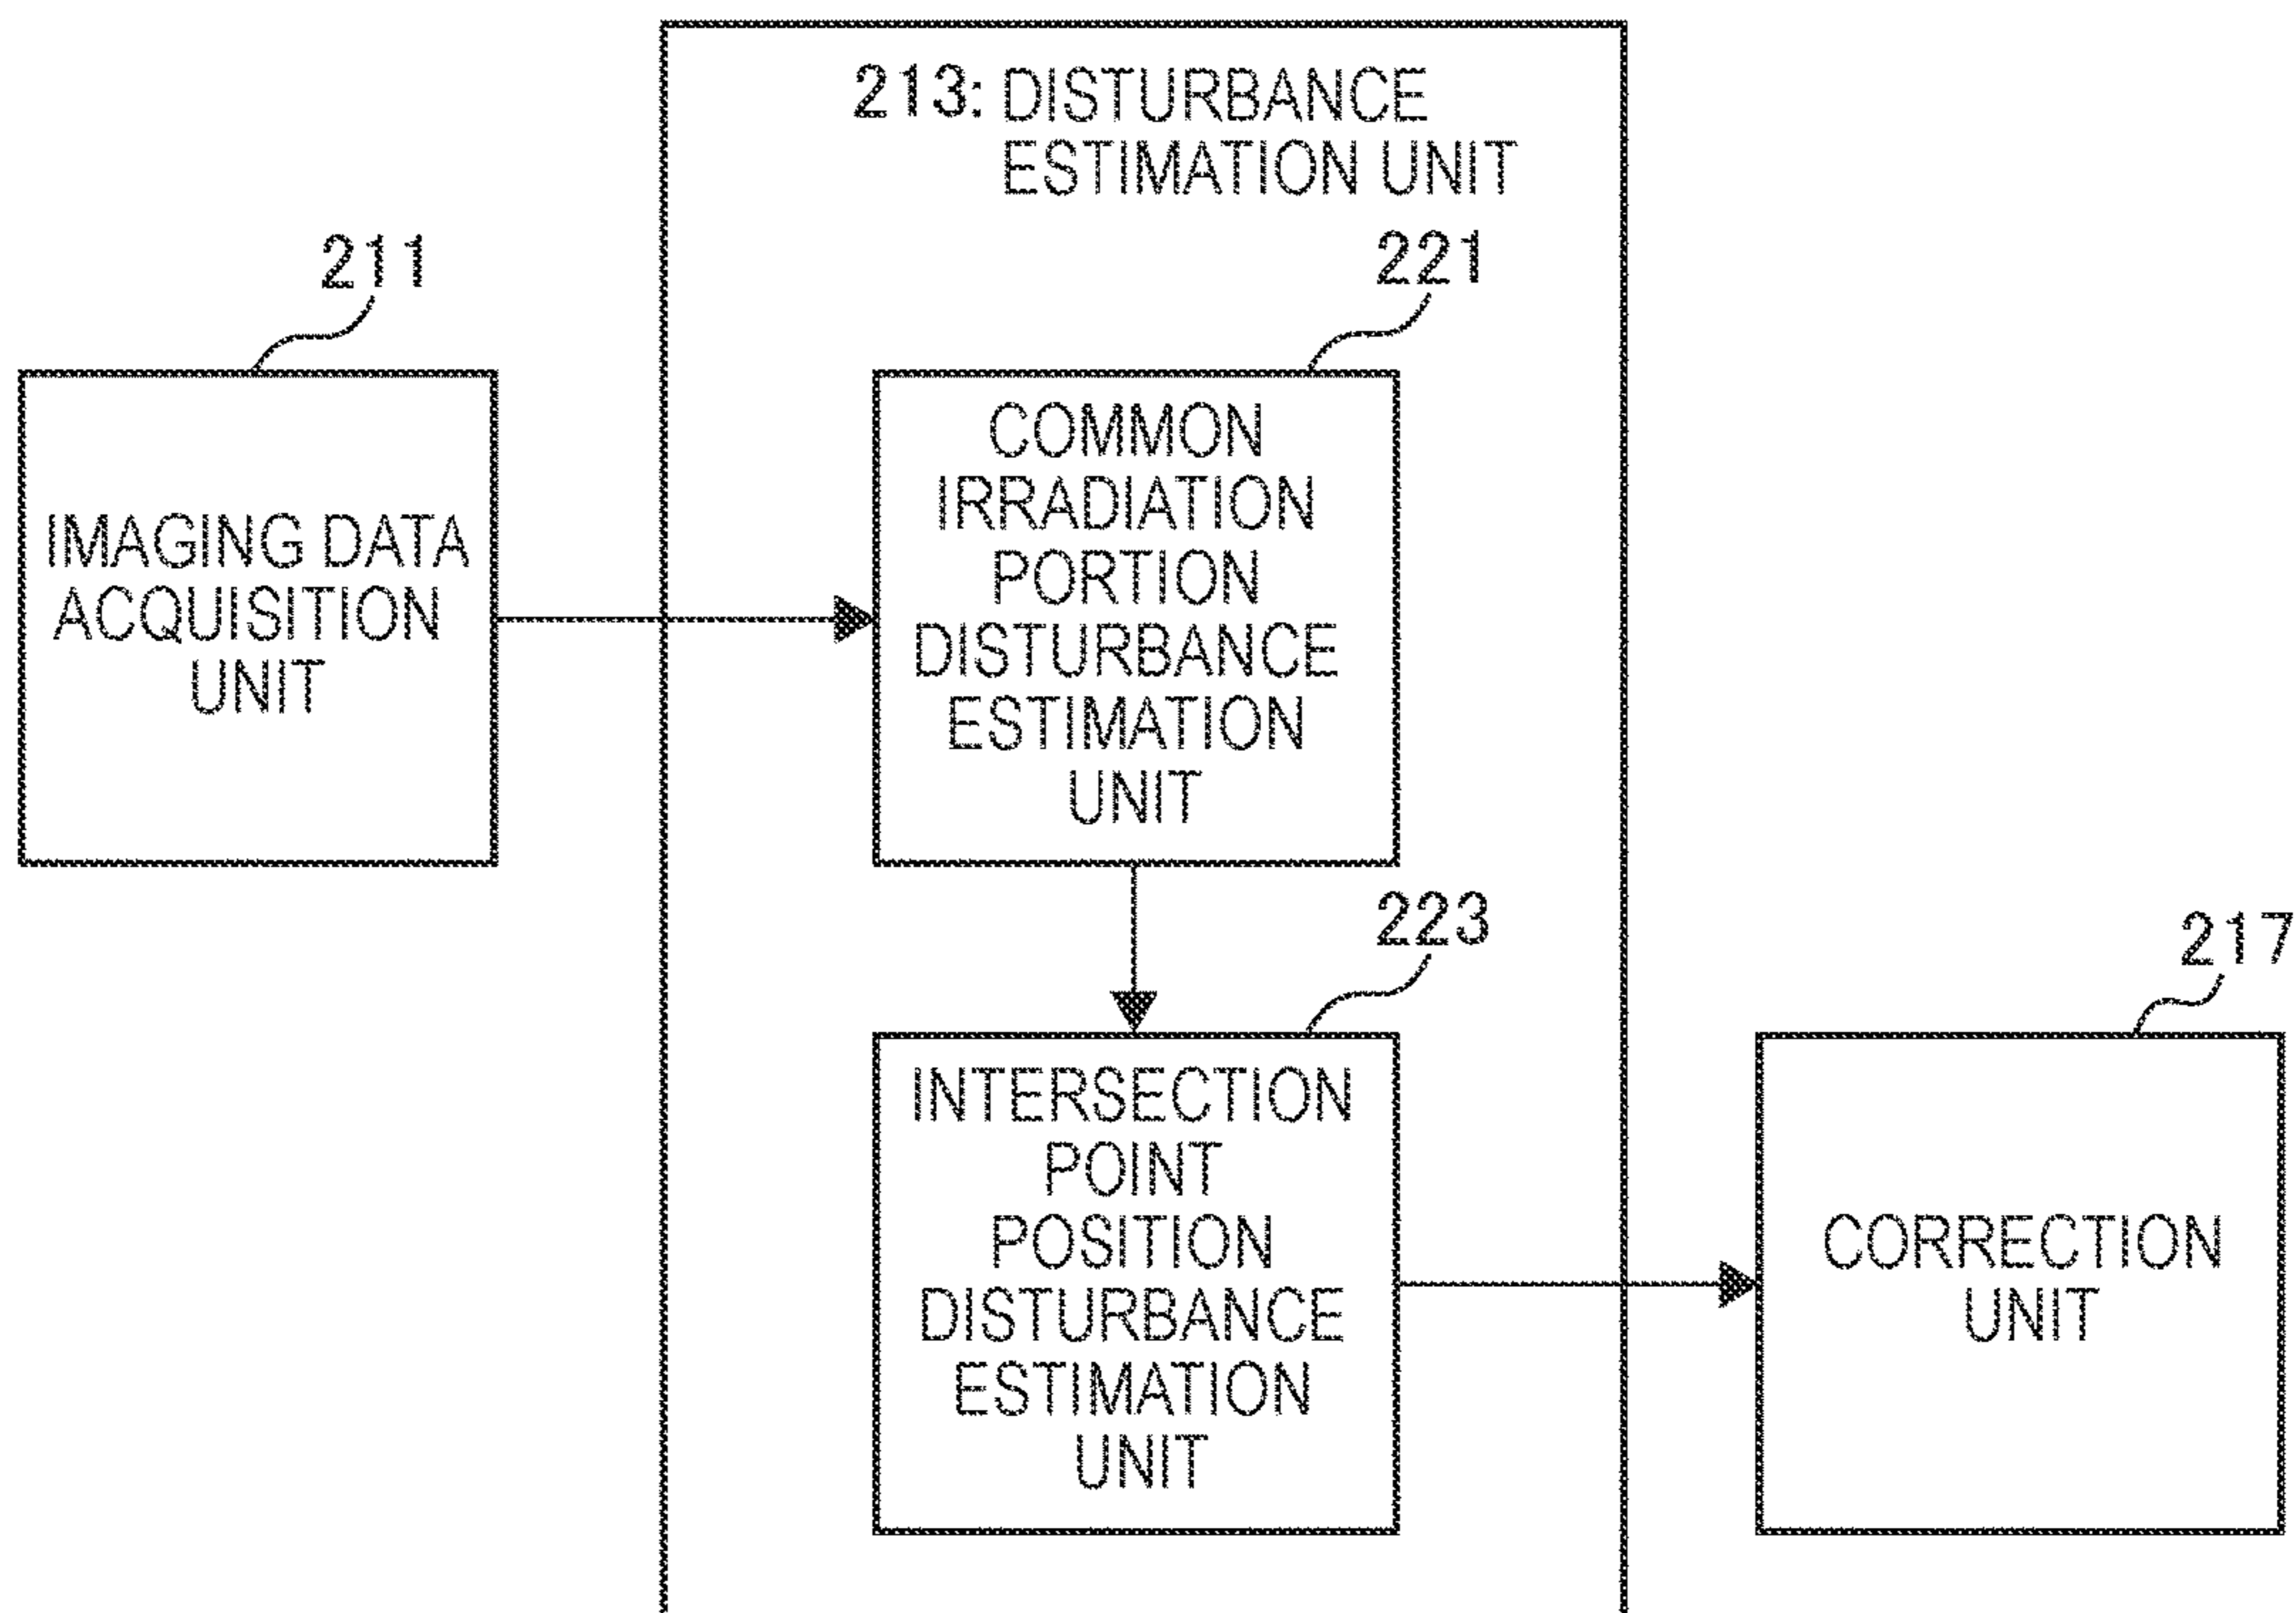 213: DISTURBANCE
ESTIMATION UNIT
211
221
IMAGING DATA
ACQUISITION
UNIT
COMMON
IRRADIATION
PORTION
DISTURBANCE
ESTIMATION
UNIT
223
217
INTERSECTION
POINT
POSITION
DISTURBANCE
ESTIMATION
UNIT
CORRECTION
UNIT